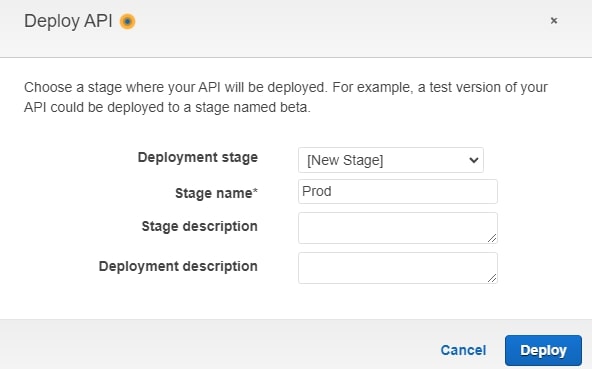 Deploy API
×
Choose a stage where your API will be deployed. For example, a test version of your
API could be deployed to a stage named beta.
Deployment stage [New Stage]
Stage name* Prod
Stage description
Deployment description
Cancel Deploy